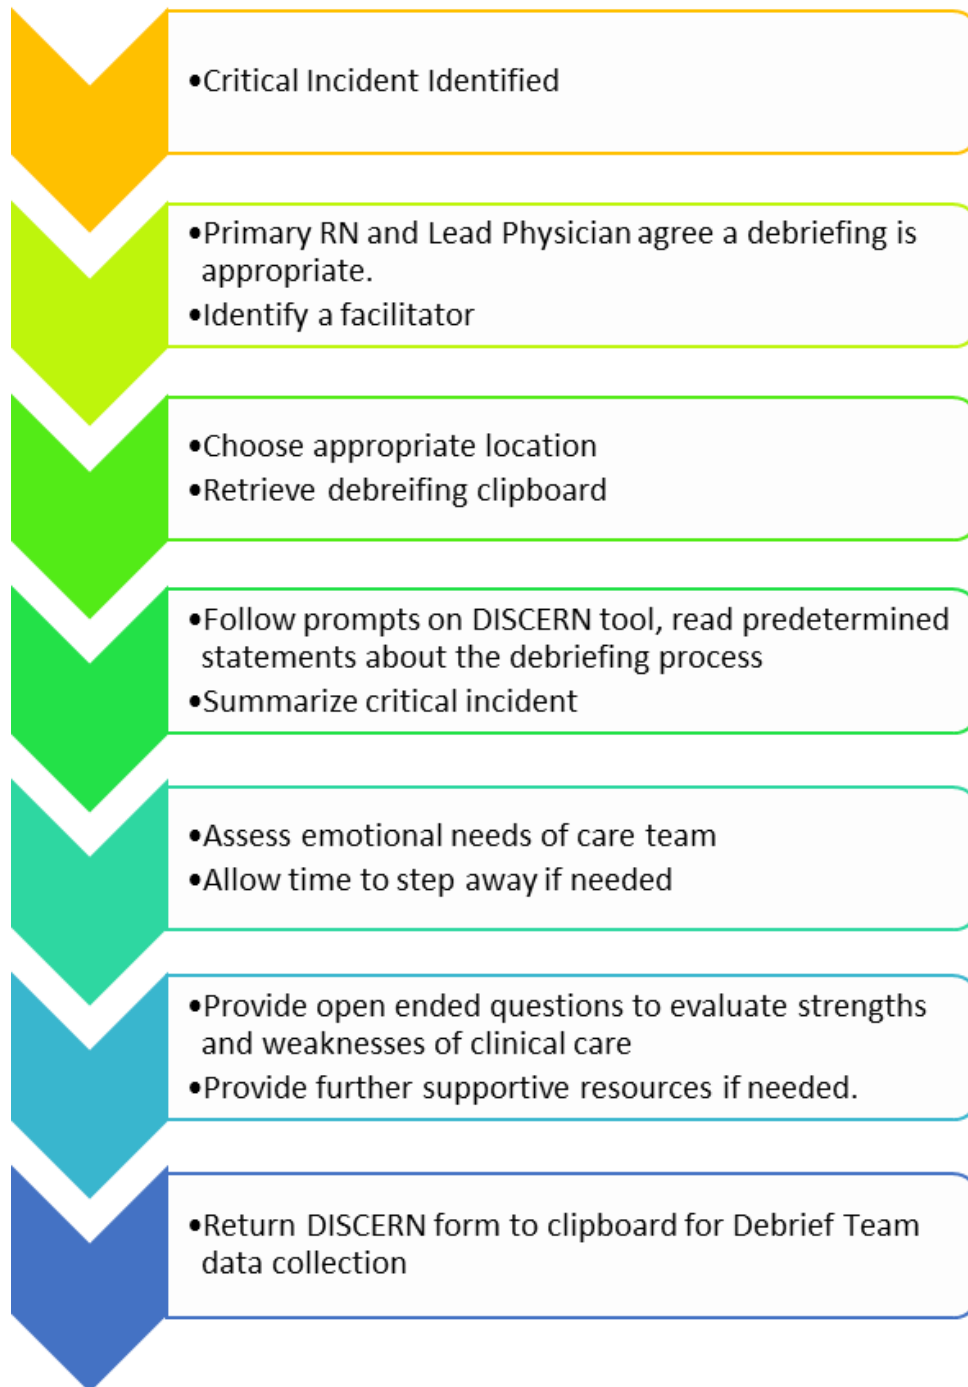 •Critical Incident Identified
•Primary RN and Lead Physician agree a debriefing is
appropriate.
•Identify a facilitator
•Choose appropriate location
•Retrieve debreifing clipboard
•Follow prompts on DISCERN tool, read predetermined
statements about the debriefing process
•Summarize critical incident
•Assess emotional needs of care team
•Allow time to step away if needed
•Provide open ended questions to evaluate strengths
and weaknesses of clinical care
•Provide further supportive resources if needed.
•Return DISCERN form to clipboard for Debrief Team
data collection